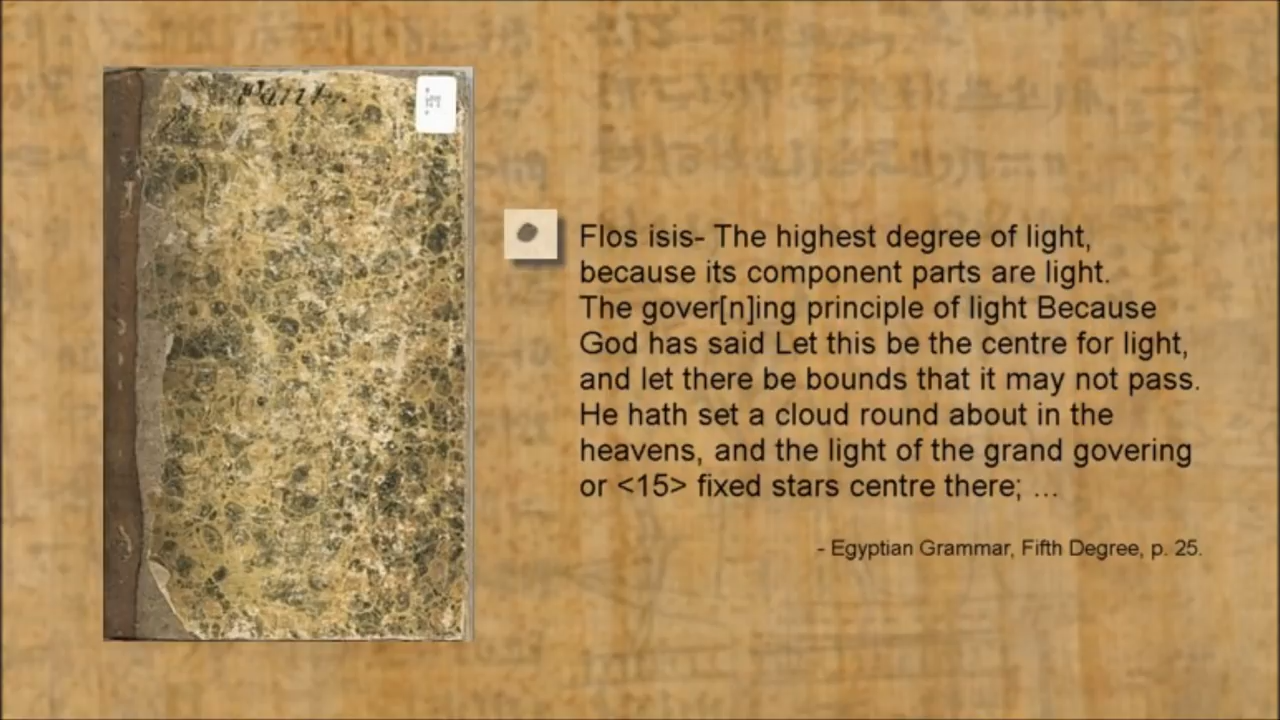 Flos isis- The highest degree of light,
because its component parts are light.
The gover[n]ing principle of light Because
God has said Let this be the centre for light,
and let there be bounds that it may not pass.
He hath set a cloud round about in the
heavens, and the light of the grand govering
or <15> fixed stars centre there; ...
- Egyptian Grammar, Fifth Degree, p. 25.